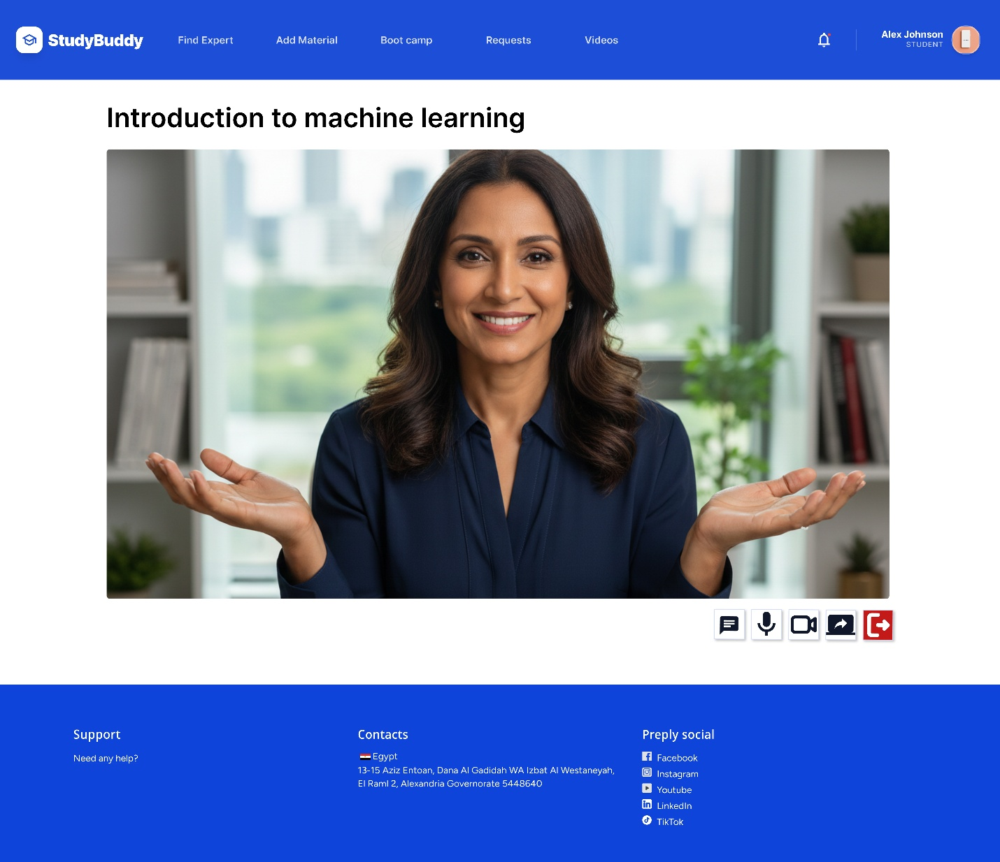 StudyBuddy
Find Expert
Add Material
Boot camp
Requests
Videos
Alex Johnson
STUDENT
Introduction to machine learning
Support
Need any help?
Contacts
Egypt
13-15 Aziz Entoan, Dana Al Gadidah WA Izbat Al Westaneyah,
El Raml 2, Alexandria Governorate 5448640
Preply social
Facebook
Instagram
Youtube
LinkedIn
TikTok